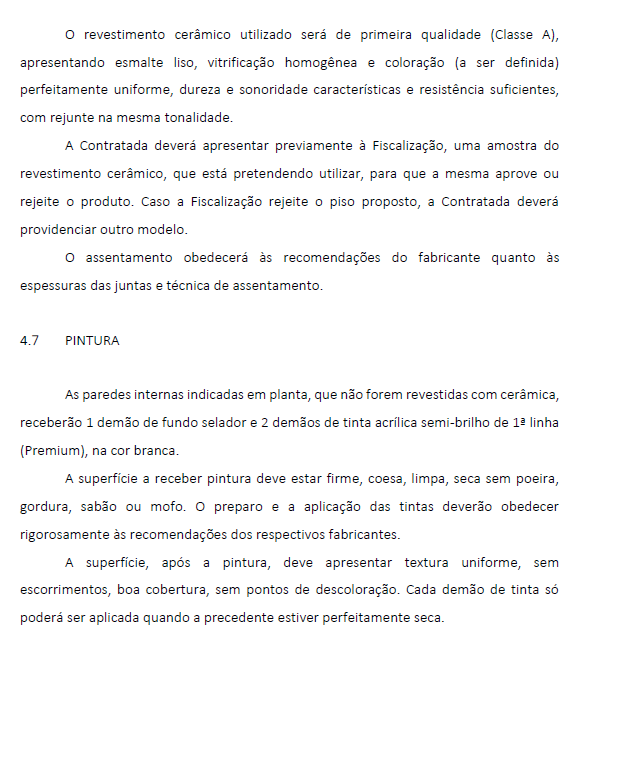 O revestimento cerâmico utilizado será de primeira qualidade (Classe A),
apresentando esmalte liso, vitrificação homogênea e coloração (a ser definida)
perfeitamente uniforme, dureza e sonoridade características e resistência suficientes,
com rejunte na mesma tonalidade.
A Contratada deverá apresentar previamente à Fiscalização, uma amostra do
revestimento cerâmico, que está pretendendo utilizar, para que a mesma aprove ou
rejeite o produto. Caso a Fiscalização rejeite o piso proposto, a Contratada deverá
providenciar outro modelo.
O assentamento obedecerá às recomendações do fabricante quanto às
espessuras das juntas e técnica de assentamento.
4.7 PINTURA
As paredes internas indicadas em planta, que não forem revestidas com cerâmica,
receberão 1 demão de fundo selador e 2 demãos de tinta acrílica semi-brilho de 1ª linha
(Premium), na cor branca.
A superfície a receber pintura deve estar firme, coesa, limpa, seca sem poeira,
gordura, sabão ou mofo. O preparo e a aplicação das tintas deverão obedecer
rigorosamente às recomendações dos respectivos fabricantes.
A superfície, após a pintura, deve apresentar textura uniforme, sem
escorrimentos, boa cobertura, sem pontos de descoloração. Cada demão de tinta só
poderá ser aplicada quando a precedente estiver perfeitamente seca.